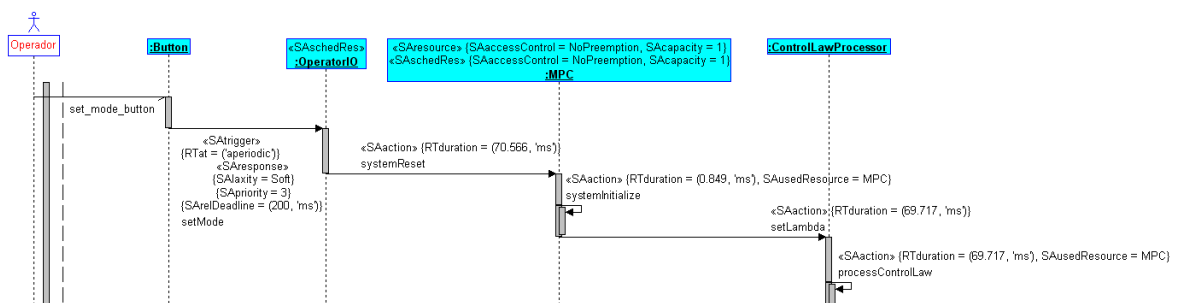 Operador
:Button
«SAschedRes»
:OperatorIO
«SAresource» {SAaccessControl = NoPreemption, SAcapacity = 1}
«SAschedRes» {SAaccessControl = NoPreemption, SAcapacity = 1}
:MPC
:ControlLawProcessor
set_mode_button
«SAtrigger»
{RTat = ('aperiodic')}
«SAresponse»
{SAlaxity = Soft}
{SApriority = 3}
{SArelDeadline = (200, 'ms')}
setMode
«SAaction» {RTduration = (70.566, 'ms')}
systemReset
«SAaction» {RTduration = (0.849, 'ms'), SAusedResource = MPC}
systemInitialize
«SAaction» {RTduration = (69.717, 'ms')}
setLambda
«SAaction» {RTduration = (69.717, 'ms'), SAusedResource = MPC}
processControlLaw